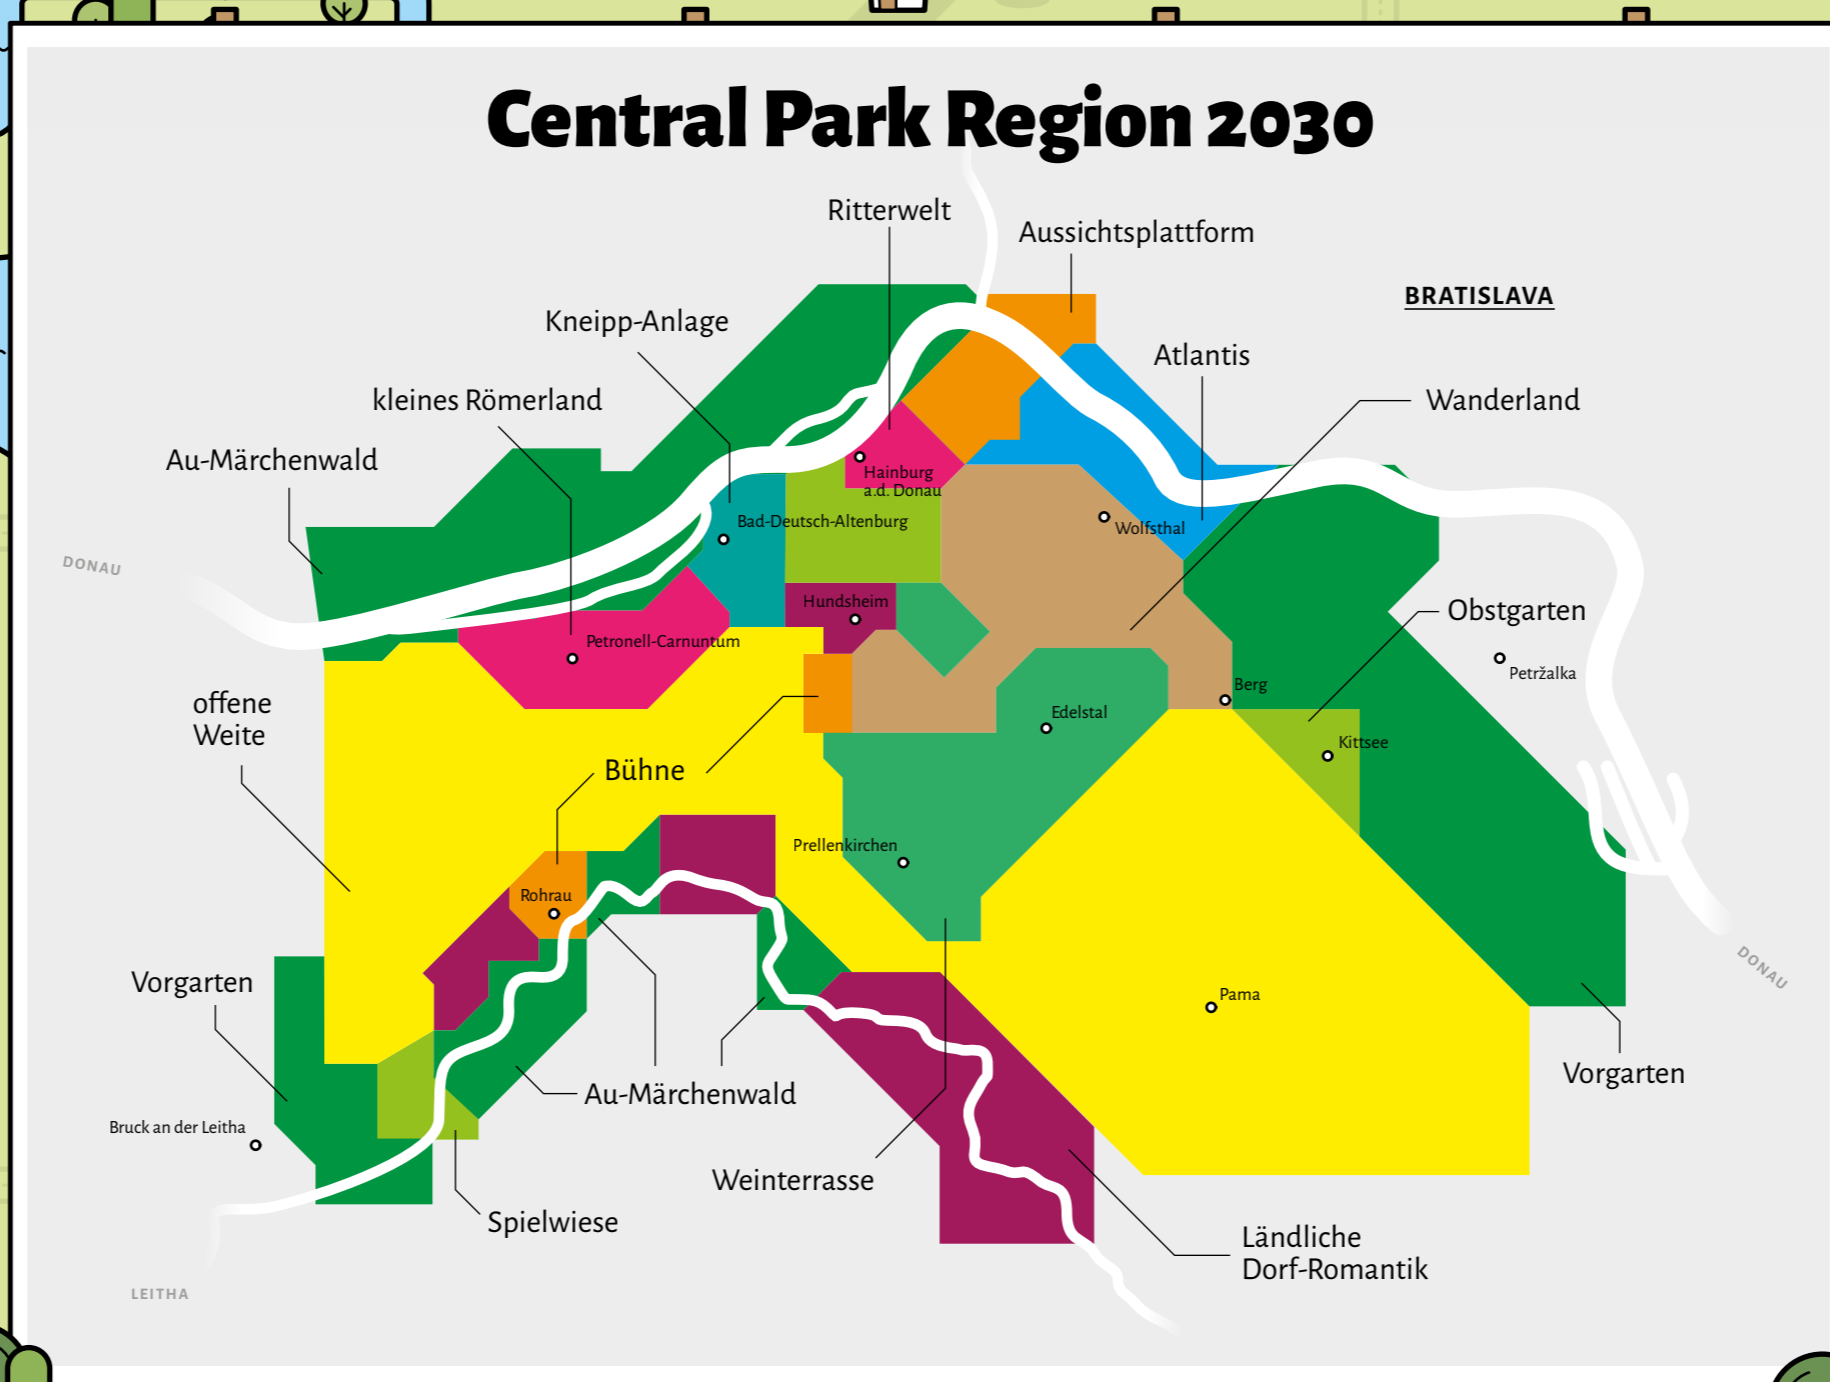 Central Park Region 2030
Ritterwelt
Aussichtsplattform
BRATISLAVA
Kneipp-Anlage
Atlantis
kleines Römerland
Wanderland
Au-Märchenwald
Hainburg
a.d. Donau
Bad-Deutsch-Altenburg
Wolfsthal
DONAU
Hundsheim
Obstgarten
Petronell-Carnuntum
Petržalka
Berg
offene
Weite
Edelstal
Kittsee
Bühne
Prellenkirchen
Rohrau
DONAU
Vorgarten
Pama
Vorgarten
Au-Märchenwald
Bruck an der Leitha
Weinterrasse
Spielwiese
Ländliche
Dorf-Romantik
LEITHA